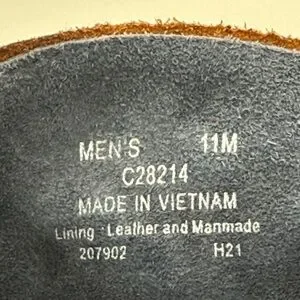 MEN'S 11M
C28214
MADE IN VIETNAM
Lining : Leather and Manmade
207902 H21